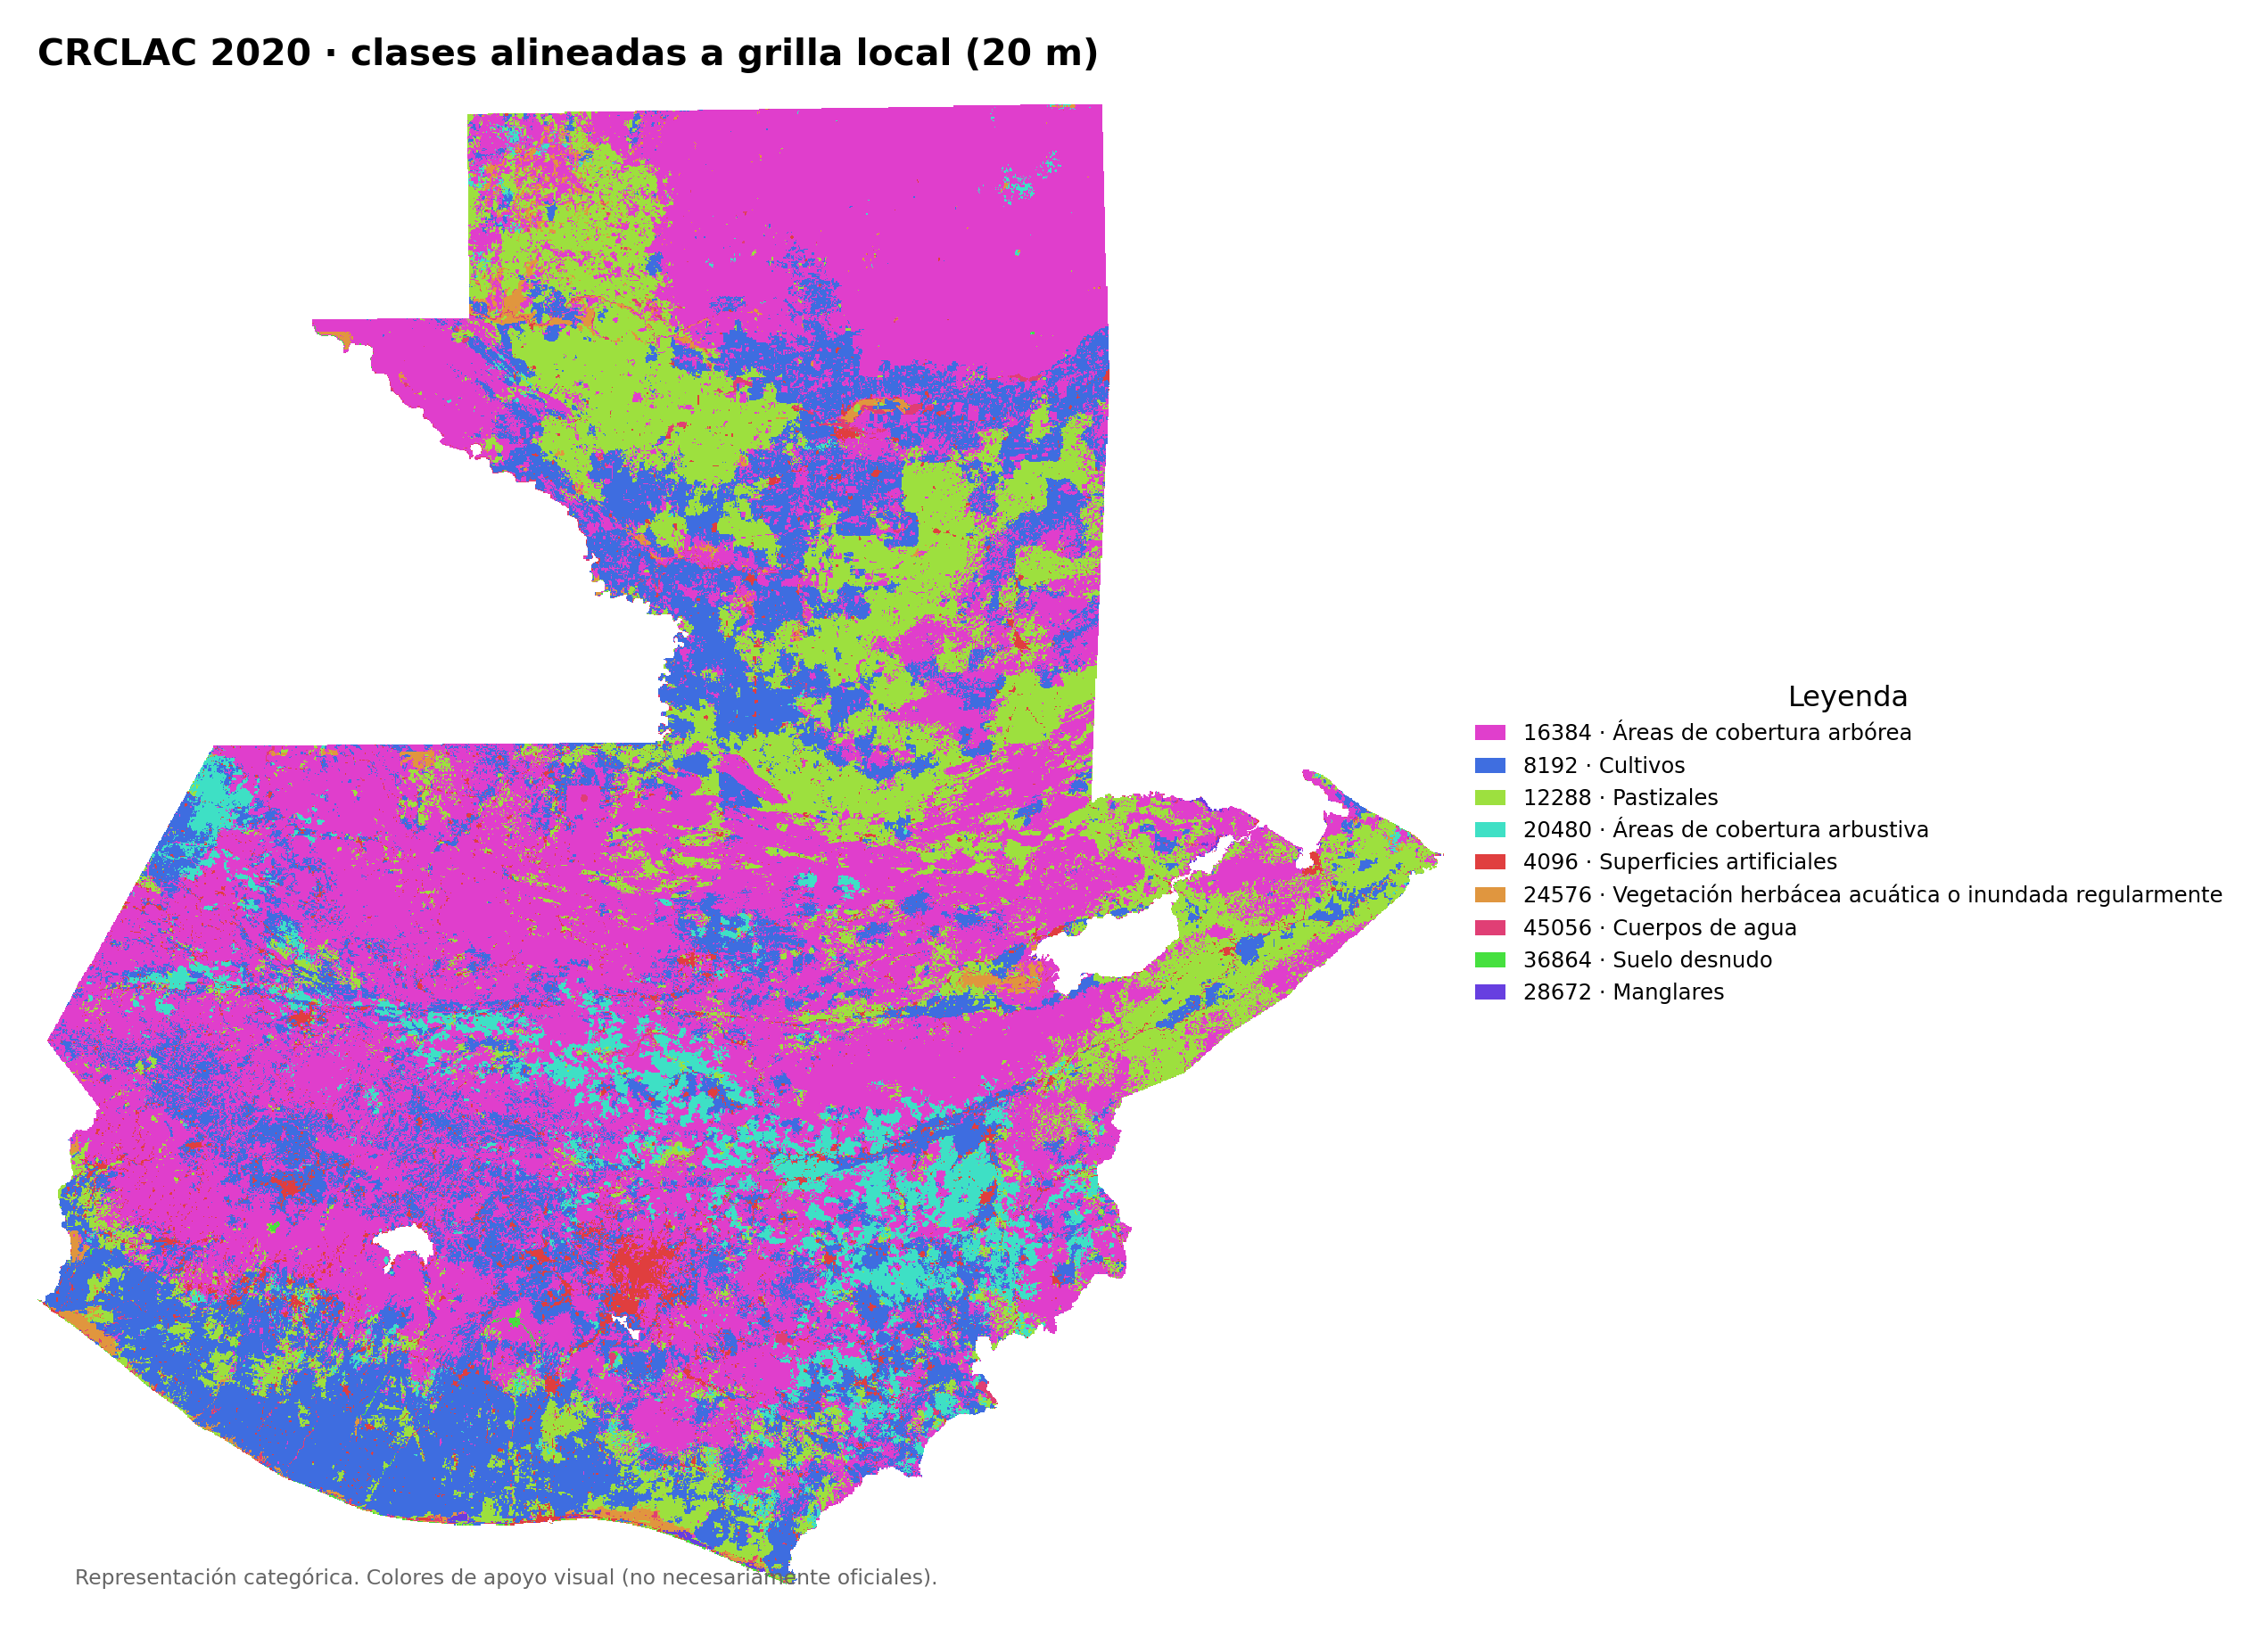 CRCLAC 2020 · clases alineadas a grilla local (20 m)
Leyenda
16384 · Áreas de cobertura arbórea
8192 · Cultivos
12288 · Pastizales
20480 · Áreas de cobertura arbustiva
4096 · Superficies artificiales
24576 · Vegetación herbácea acuática o inundada regularmente
45056 · Cuerpos de agua
36864 · Suelo desnudo
28672 · Manglares
Representación categórica. Colores de apoyo visual (no necesariamente oficiales).